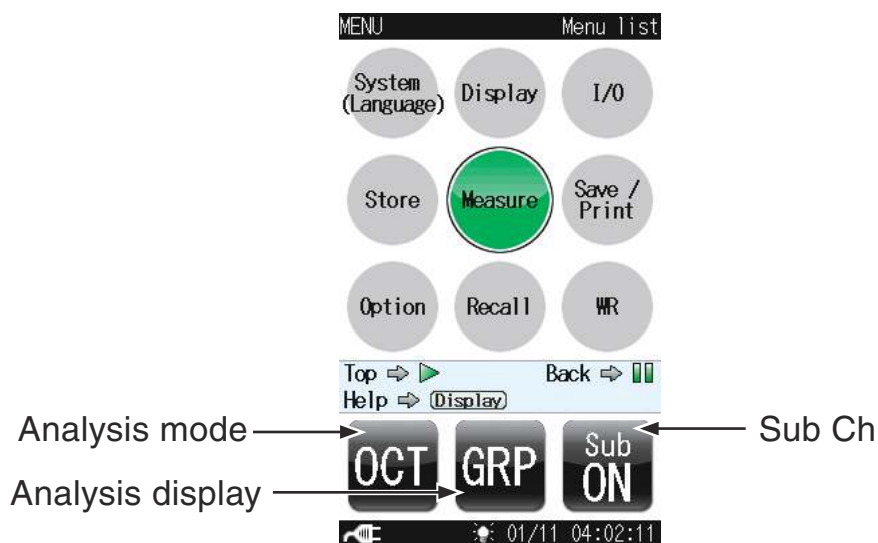 MENU Menu list
System
(Language)
Display
I/O
Store
Measure
Save /
Print
Option
Recall
WR
Top ⇨ ▷ Back ⇨
Help ⇨ (Display)
Analysis mode
OCT
GRP
Sub
ON
Sub Ch
Analysis display
01/11 04:02:11